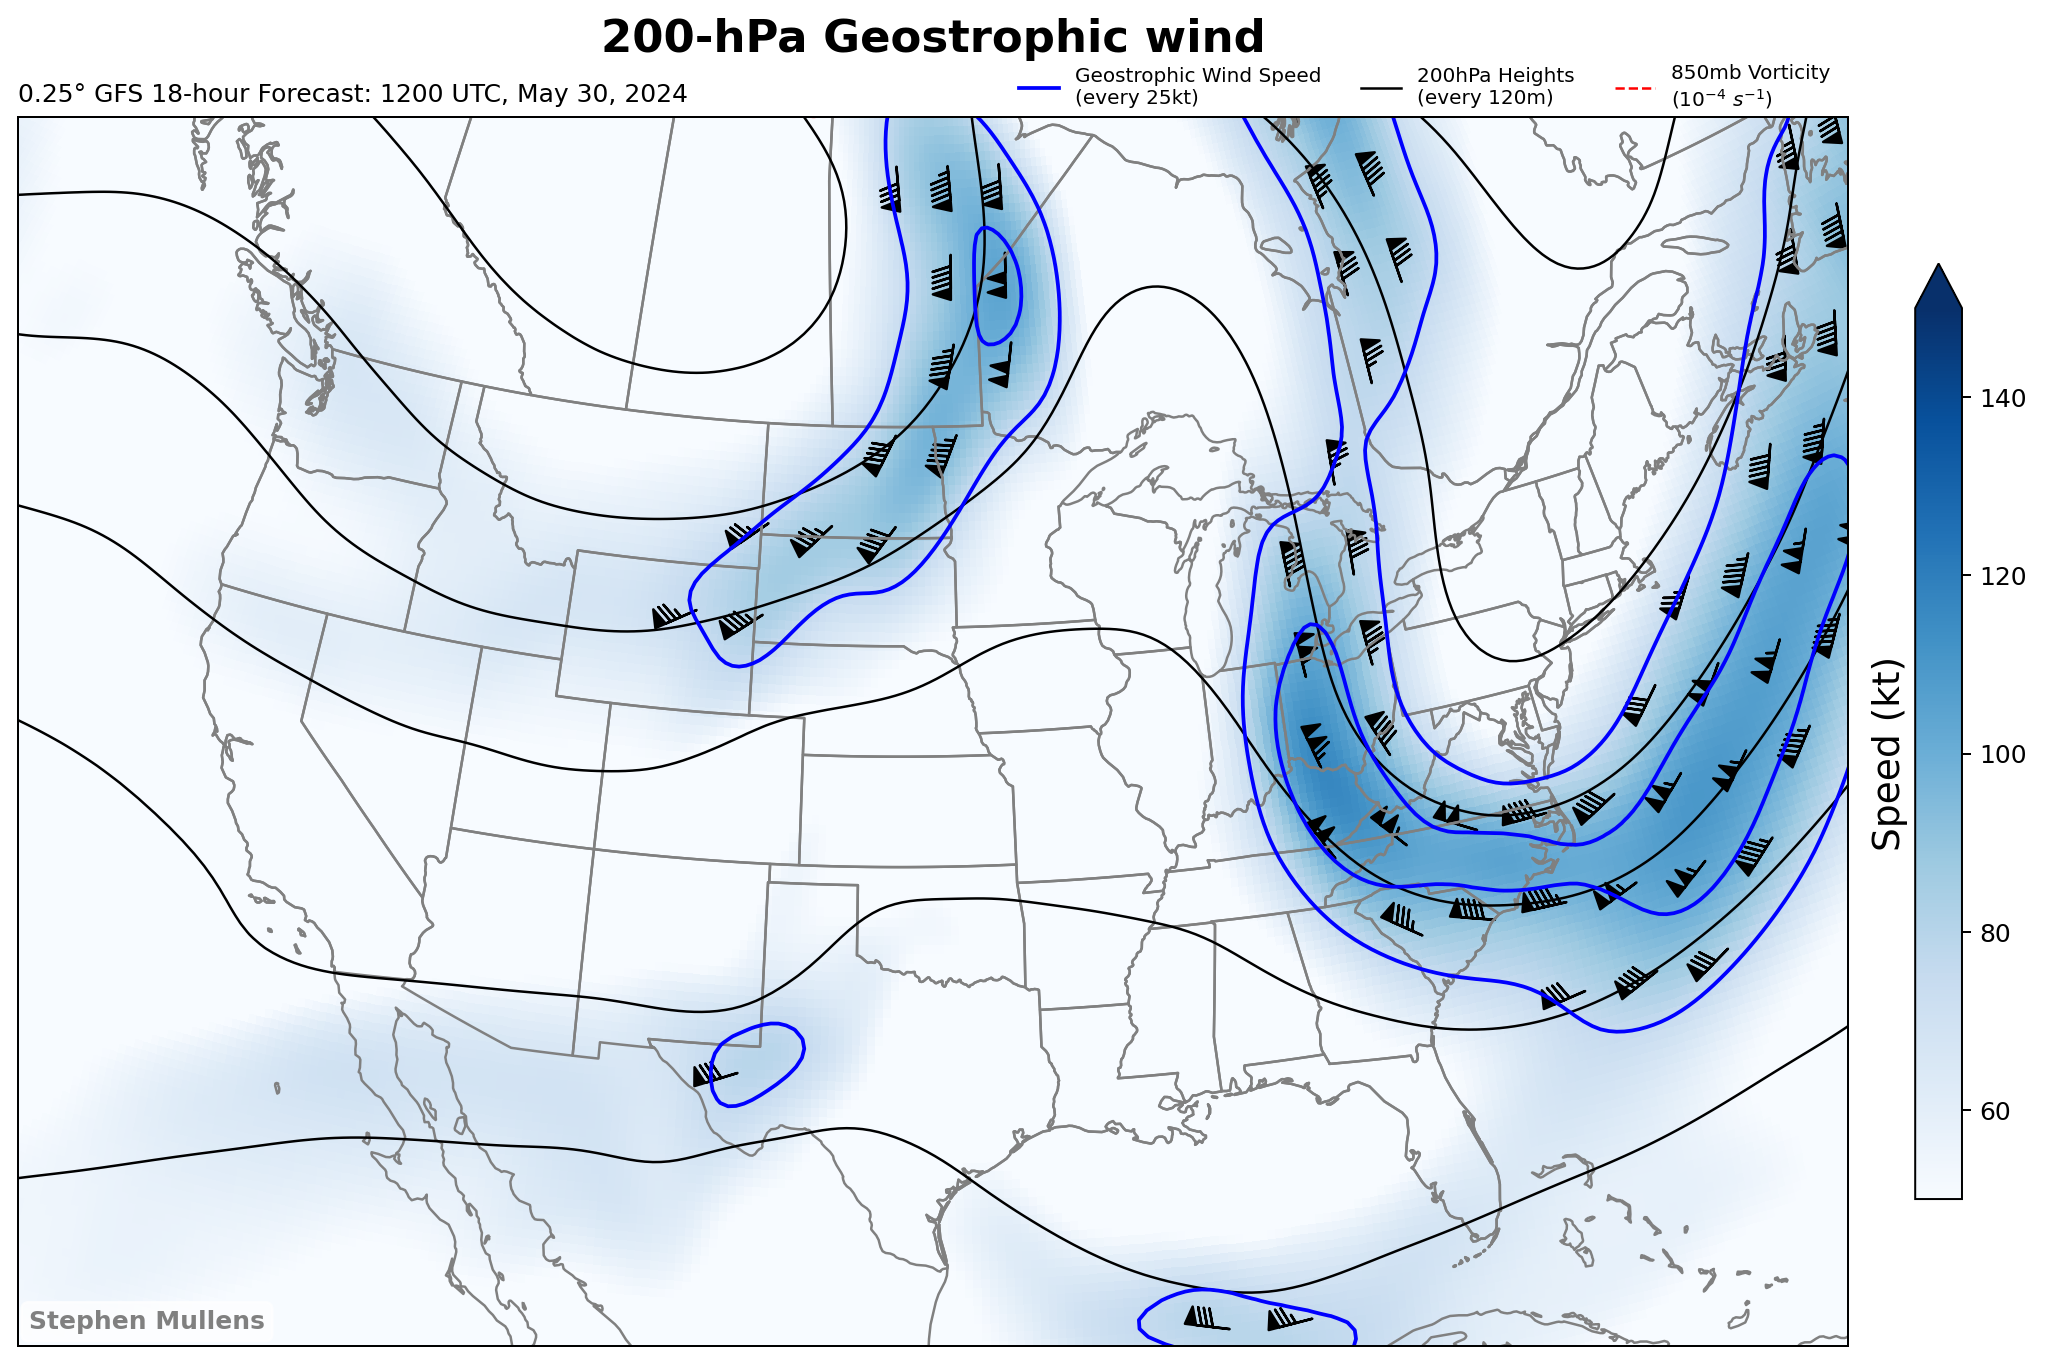 200-hPa Geostrophic wind
0.25° GFS 18-hour Forecast: 1200 UTC, May 30, 2024
Geostrophic Wind Speed
(every 25kt)
200hPa Heights
(every 120m)
850mb Vorticity
(10⁻⁴ s⁻¹)
140
120
100
80
60
Speed (kt)
Stephen Mullens